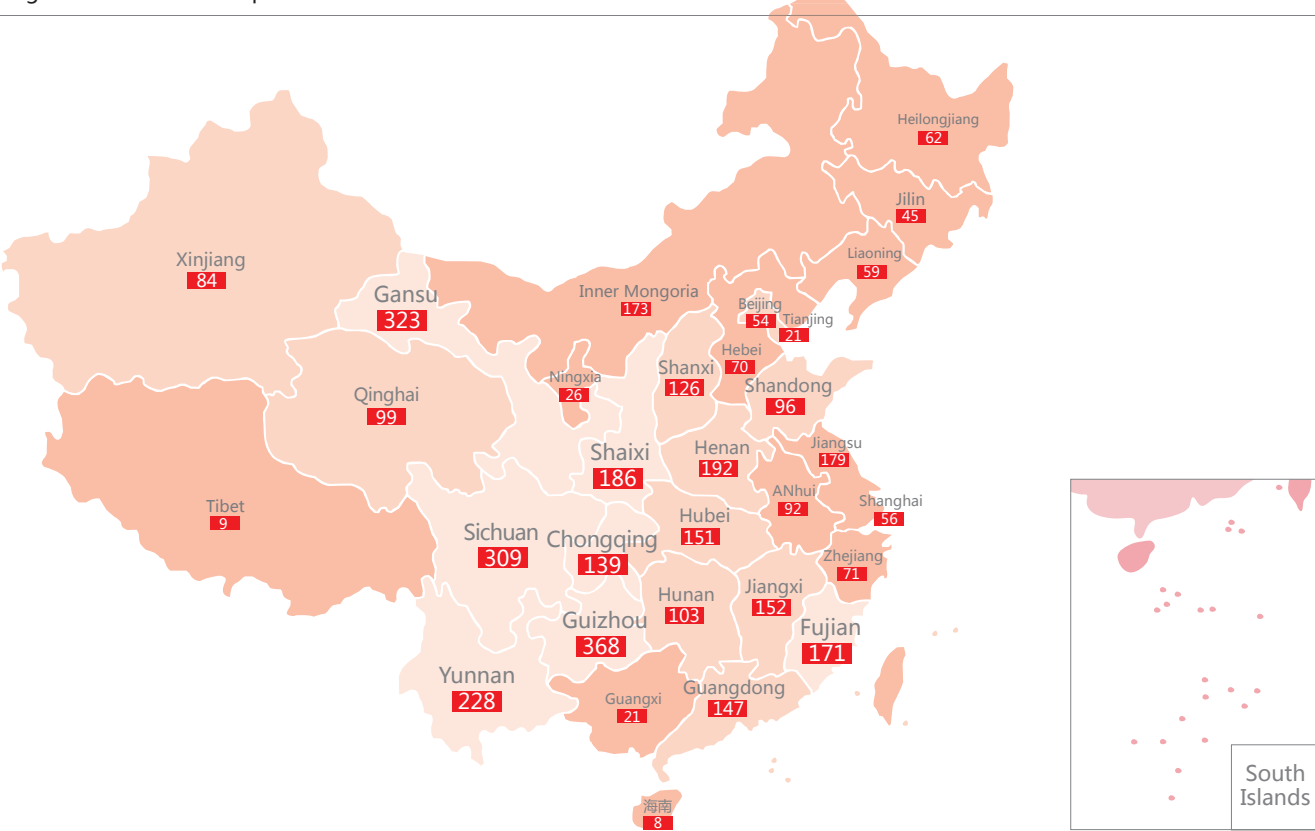 Heilongjiang
62
Jilin
45
Liaoning
59
Xinjiang
84
Gansu
323
Inner Mongoria
173
Beijing
54
Tianjing
21
Hebei
70
Shanxi
126
Ningxia
26
Shandong
96
Qinghai
99
Shaixi
186
Henan
192
Jiangsu
179
ANhui
92
Shanghai
56
Tibet
9
Sichuan
309
Chongqing
139
Hubei
151
Zhejiang
71
Hunan
103
Jiangxi
152
Guizhou
368
Fujian
171
Yunnan
228
Guangxi
21
Guangdong
147
海南
8
South
Islands